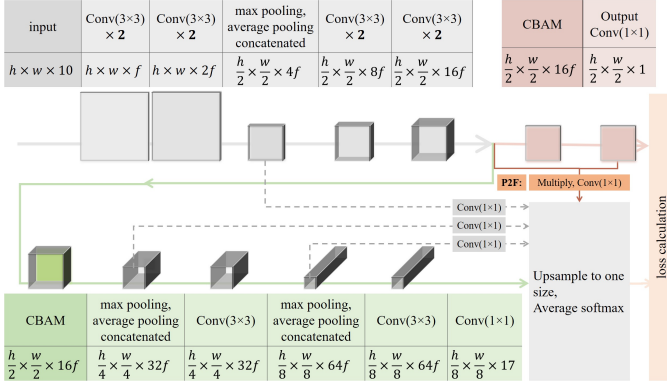 input
Conv(3×3)
× 2
Conv(3×3)
× 2
max pooling,
average pooling
concatenated
Conv(3×3)
× 2
Conv(3×3)
× 2
CBAM
Output
Conv(1×1)
h × w × 10
h × w × f
h × w × 2f
h/2 × w/2 × 4f
h/2 × w/2 × 8f
h/2 × w/2 × 16f
h/2 × w/2 × 16f
h/2 × w/2 × 1
P2F:
Multiply, Conv(1×1)
Conv(1×1)
Conv(1×1)
Conv(1×1)
Upsample to one
size,
Average softmax
loss calculation
CBAM
max pooling,
average pooling
concatenated
Conv(3×3)
max pooling,
average pooling
concatenated
Conv(3×3)
Conv(1×1)
h/2 × w/2 × 16f
h/4 × w/4 × 32f
h/4 × w/4 × 32f
h/8 × w/8 × 64f
h/8 × w/8 × 64f
h/8 × w/8 × 17